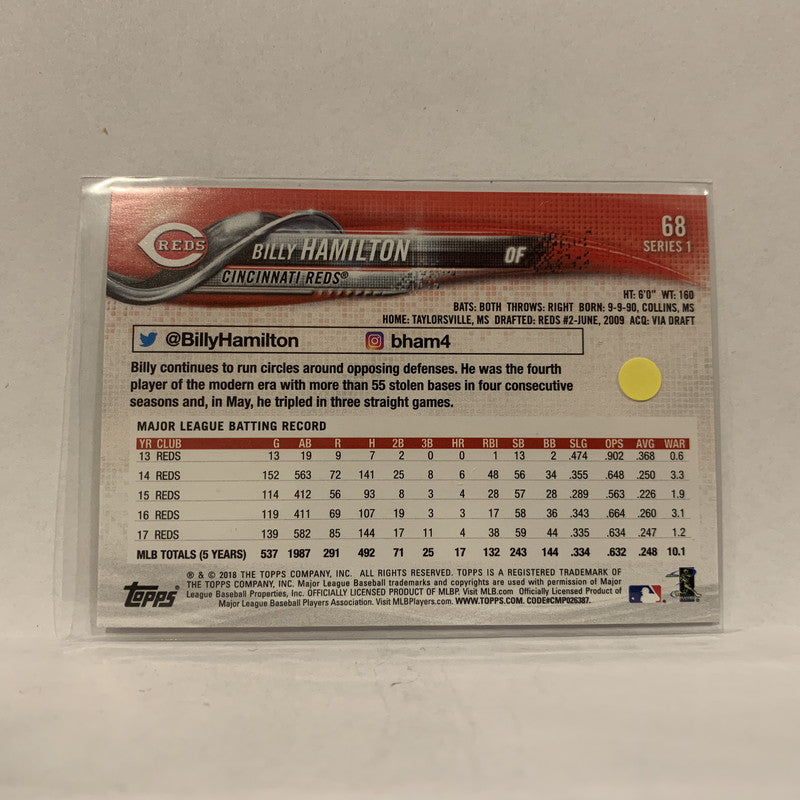 REDS
BILLY HAMILTON
OF
68
SERIES 1
CINCINNATI REDS®
HT: 6'0" WT: 160
BATS: BOTH THROWS: RIGHT BORN: 9-9-90, COLLINS, MS
HOME: TAYLORSVILLE, MS DRAFTED: REDS #2-JUNE, 2009 ACQ: VIA DRAFT
@BillyHamilton bham4
Billy continues to run circles around opposing defenses. He was the fourth
player of the modern era with more than 55 stolen bases in four consecutive
seasons and, in May, he tripled in three straight games.
MAJOR LEAGUE BATTING RECORD
YR CLUB G AB R H 2B 3B HR RBI SB BB SLG OPS AVG WAR
13 REDS 13 19 9 7 2 0 0 1 13 2 .474 .902 .368 0.6
14 REDS 152 563 72 141 25 8 6 48 56 34 .355 .648 .250 3.3
15 REDS 114 412 56 93 8 3 4 28 57 28 .289 .563 .226 1.9
16 REDS 119 411 69 107 19 3 3 17 58 36 .343 .664 .260 3.1
17 REDS 139 582 85 144 17 11 4 38 59 44 .335 .634 .247 1.2
MLB TOTALS (5 YEARS) 537 1987 291 492 71 25 17 132 243 144 .334 .632 .248 10.1
® & © 2018 THE TOPPS COMPANY, INC. ALL RIGHTS RESERVED. TOPPS IS A REGISTERED TRADEMARK OF
THE TOPPS COMPANY, INC. Major League Baseball trademarks and copyrights are used with permission of Major
League Baseball Properties, Inc. OFFICIALLY LICENSED PRODUCT OF MLBP. Visit MLB.com Officially Licensed Product of
Major League Baseball Players Association. Visit MLBPlayers.com. WWW.TOPPS.COM. CODE#CMP026387.
Topps